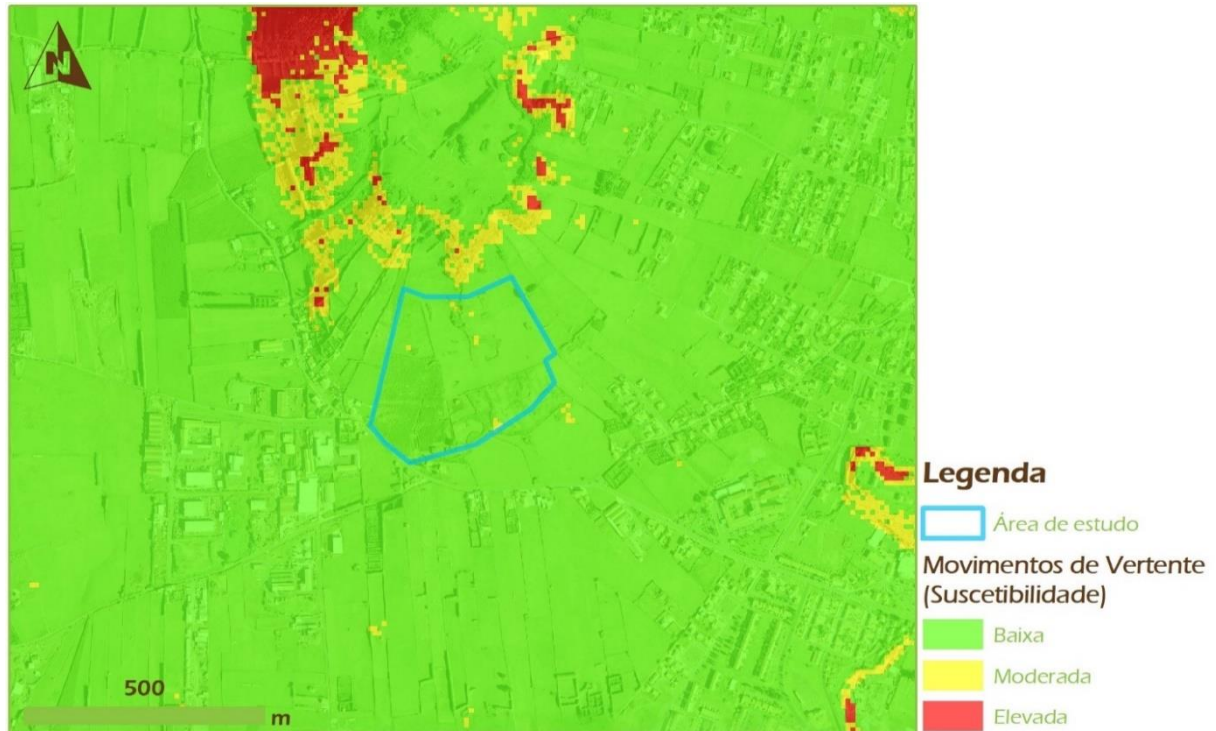 N
500
m
Legenda
Área de estudo
Movimentos de Vertente
(Suscetibilidade)
Baixa
Moderada
Elevada